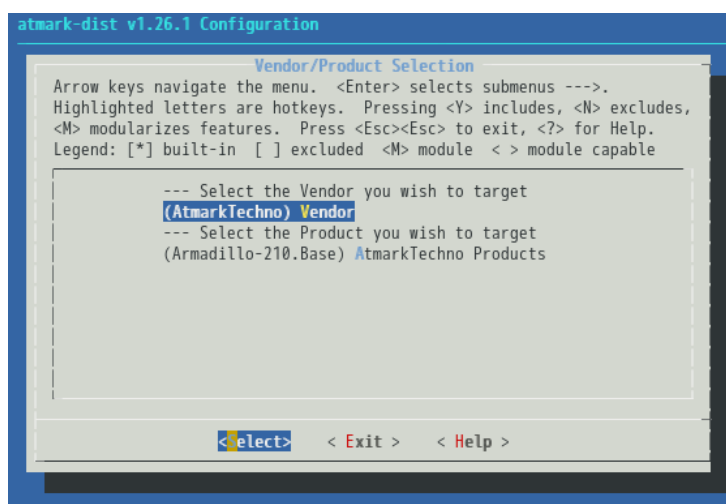 atmark-dist v1.26.1 Configuration
Vendor/Product Selection
Arrow keys navigate the menu.  <Enter> selects submenus --->.
Highlighted letters are hotkeys.  Pressing <Y> includes, <N> excludes,
<M> modularizes features.  Press <Esc><Esc> to exit, <?> for Help.
Legend: [*] built-in  [ ] excluded  <M> module  < > module capable
--- Select the Vendor you wish to target
(AtmarkTechno) Vendor
--- Select the Product you wish to target
(Armadillo-210.Base) AtmarkTechno Products
<Select>    < Exit >    < Help >